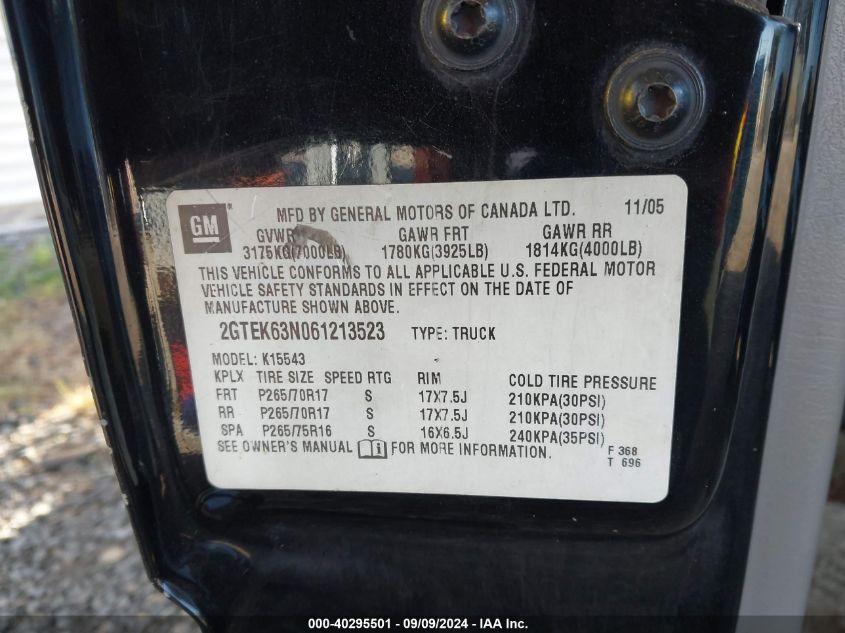 GM
MFD BY GENERAL MOTORS OF CANADA LTD. 11/05
GVWR GAWR FRT GAWR RR
3175KG(7000LB) 1780KG(3925LB) 1814KG(4000LB)
THIS VEHICLE CONFORMS TO ALL APPLICABLE U.S. FEDERAL MOTOR
VEHICLE SAFETY STANDARDS IN EFFECT ON THE DATE OF
MANUFACTURE SHOWN ABOVE.
2GTEK63N061213523 TYPE: TRUCK
MODEL: K15543
KPLX TIRE SIZE SPEED RTG RIM COLD TIRE PRESSURE
FRT P265/70R17 S 17X7.5J 210KPA(30PSI)
RR P265/70R17 S 17X7.5J 210KPA(30PSI)
SPA P265/75R16 S 16X6.5J 240KPA(35PSI)
SEE OWNER'S MANUAL FOR MORE INFORMATION.
F 368
T 696
000-40295501 - 09/09/2024 - IAA Inc.